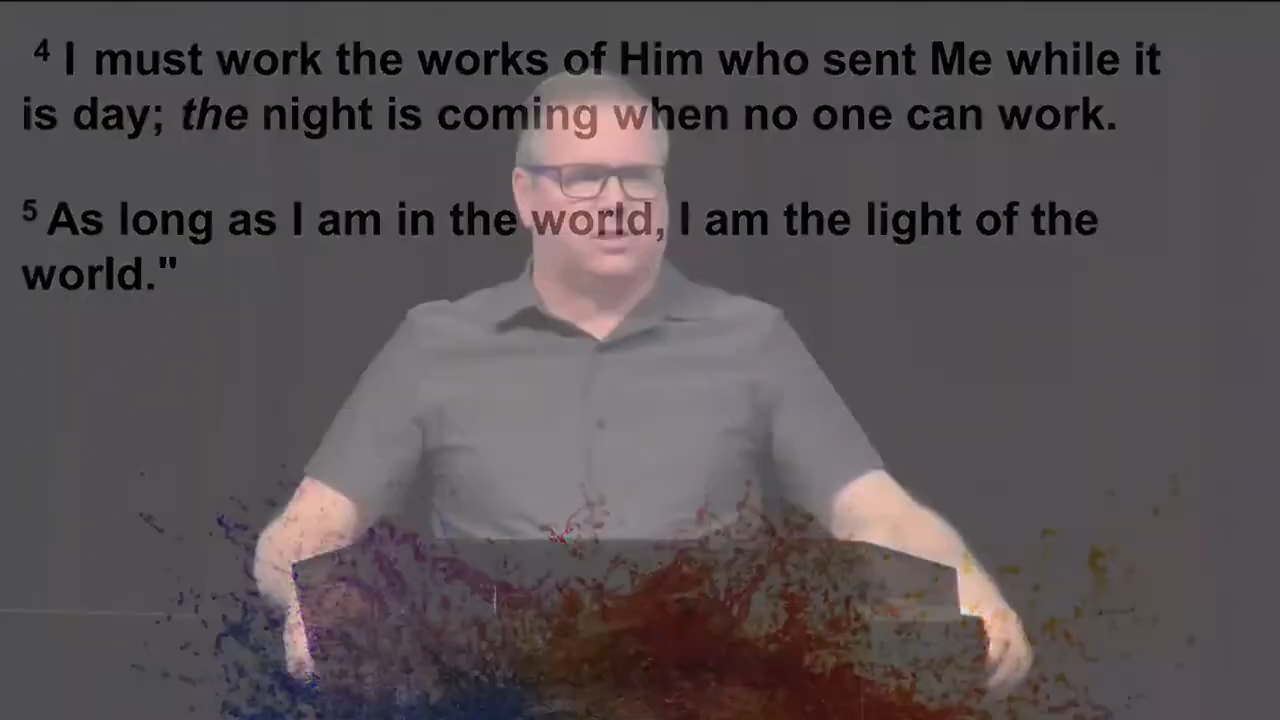 4 I must work the works of Him who sent Me while it
is day; the night is coming when no one can work.
5 As long as I am in the world, I am the light of the
world."